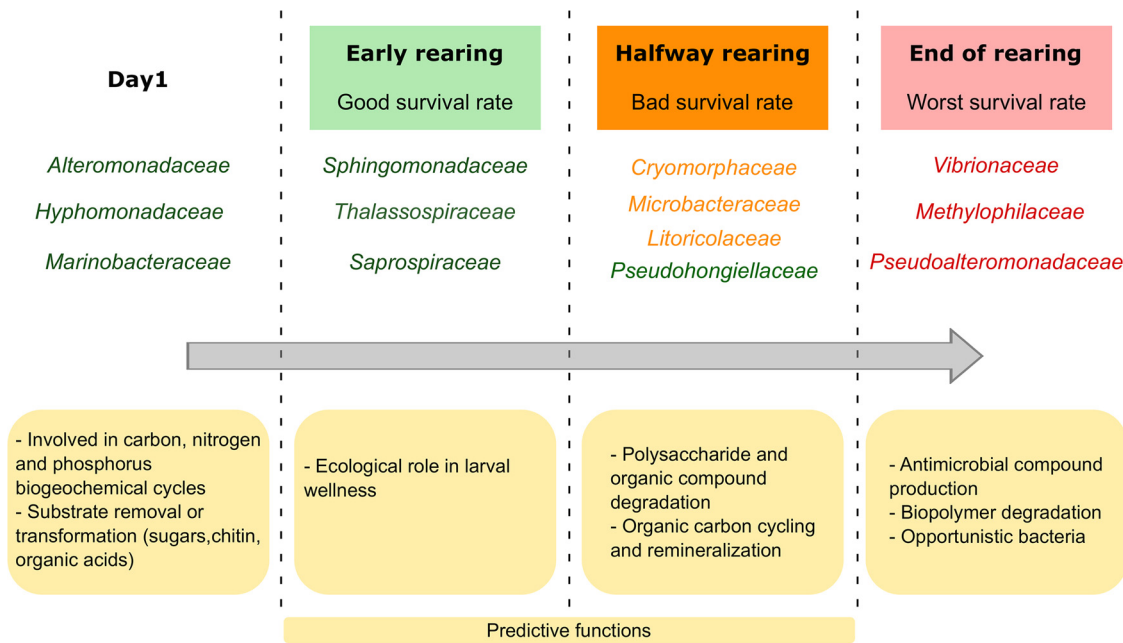 Day1
Early rearing
Good survival rate
Halfway rearing
Bad survival rate
End of rearing
Worst survival rate
Alteromonadaceae
Hyphomonadaceae
Marinobacteraceae
Sphingomonadaceae
Thalassospiraceae
Saprospiraceae
Cryomorphaceae
Microbacteraceae
Litoricolaceae
Pseudohongiellaceae
Vibrionaceae
Methylophilaceae
Pseudoalteromonadaceae
- Involved in carbon, nitrogen
and phosphorus
biogeochemical cycles
- Substrate removal or
transformation (sugars,chitin,
organic acids)
- Ecological role in larval
wellness
- Polysaccharide and
organic compound
degradation
- Organic carbon cycling
and remineralization
- Antimicrobial compound
production
- Biopolymer degradation
- Opportunistic bacteria
Predictive functions